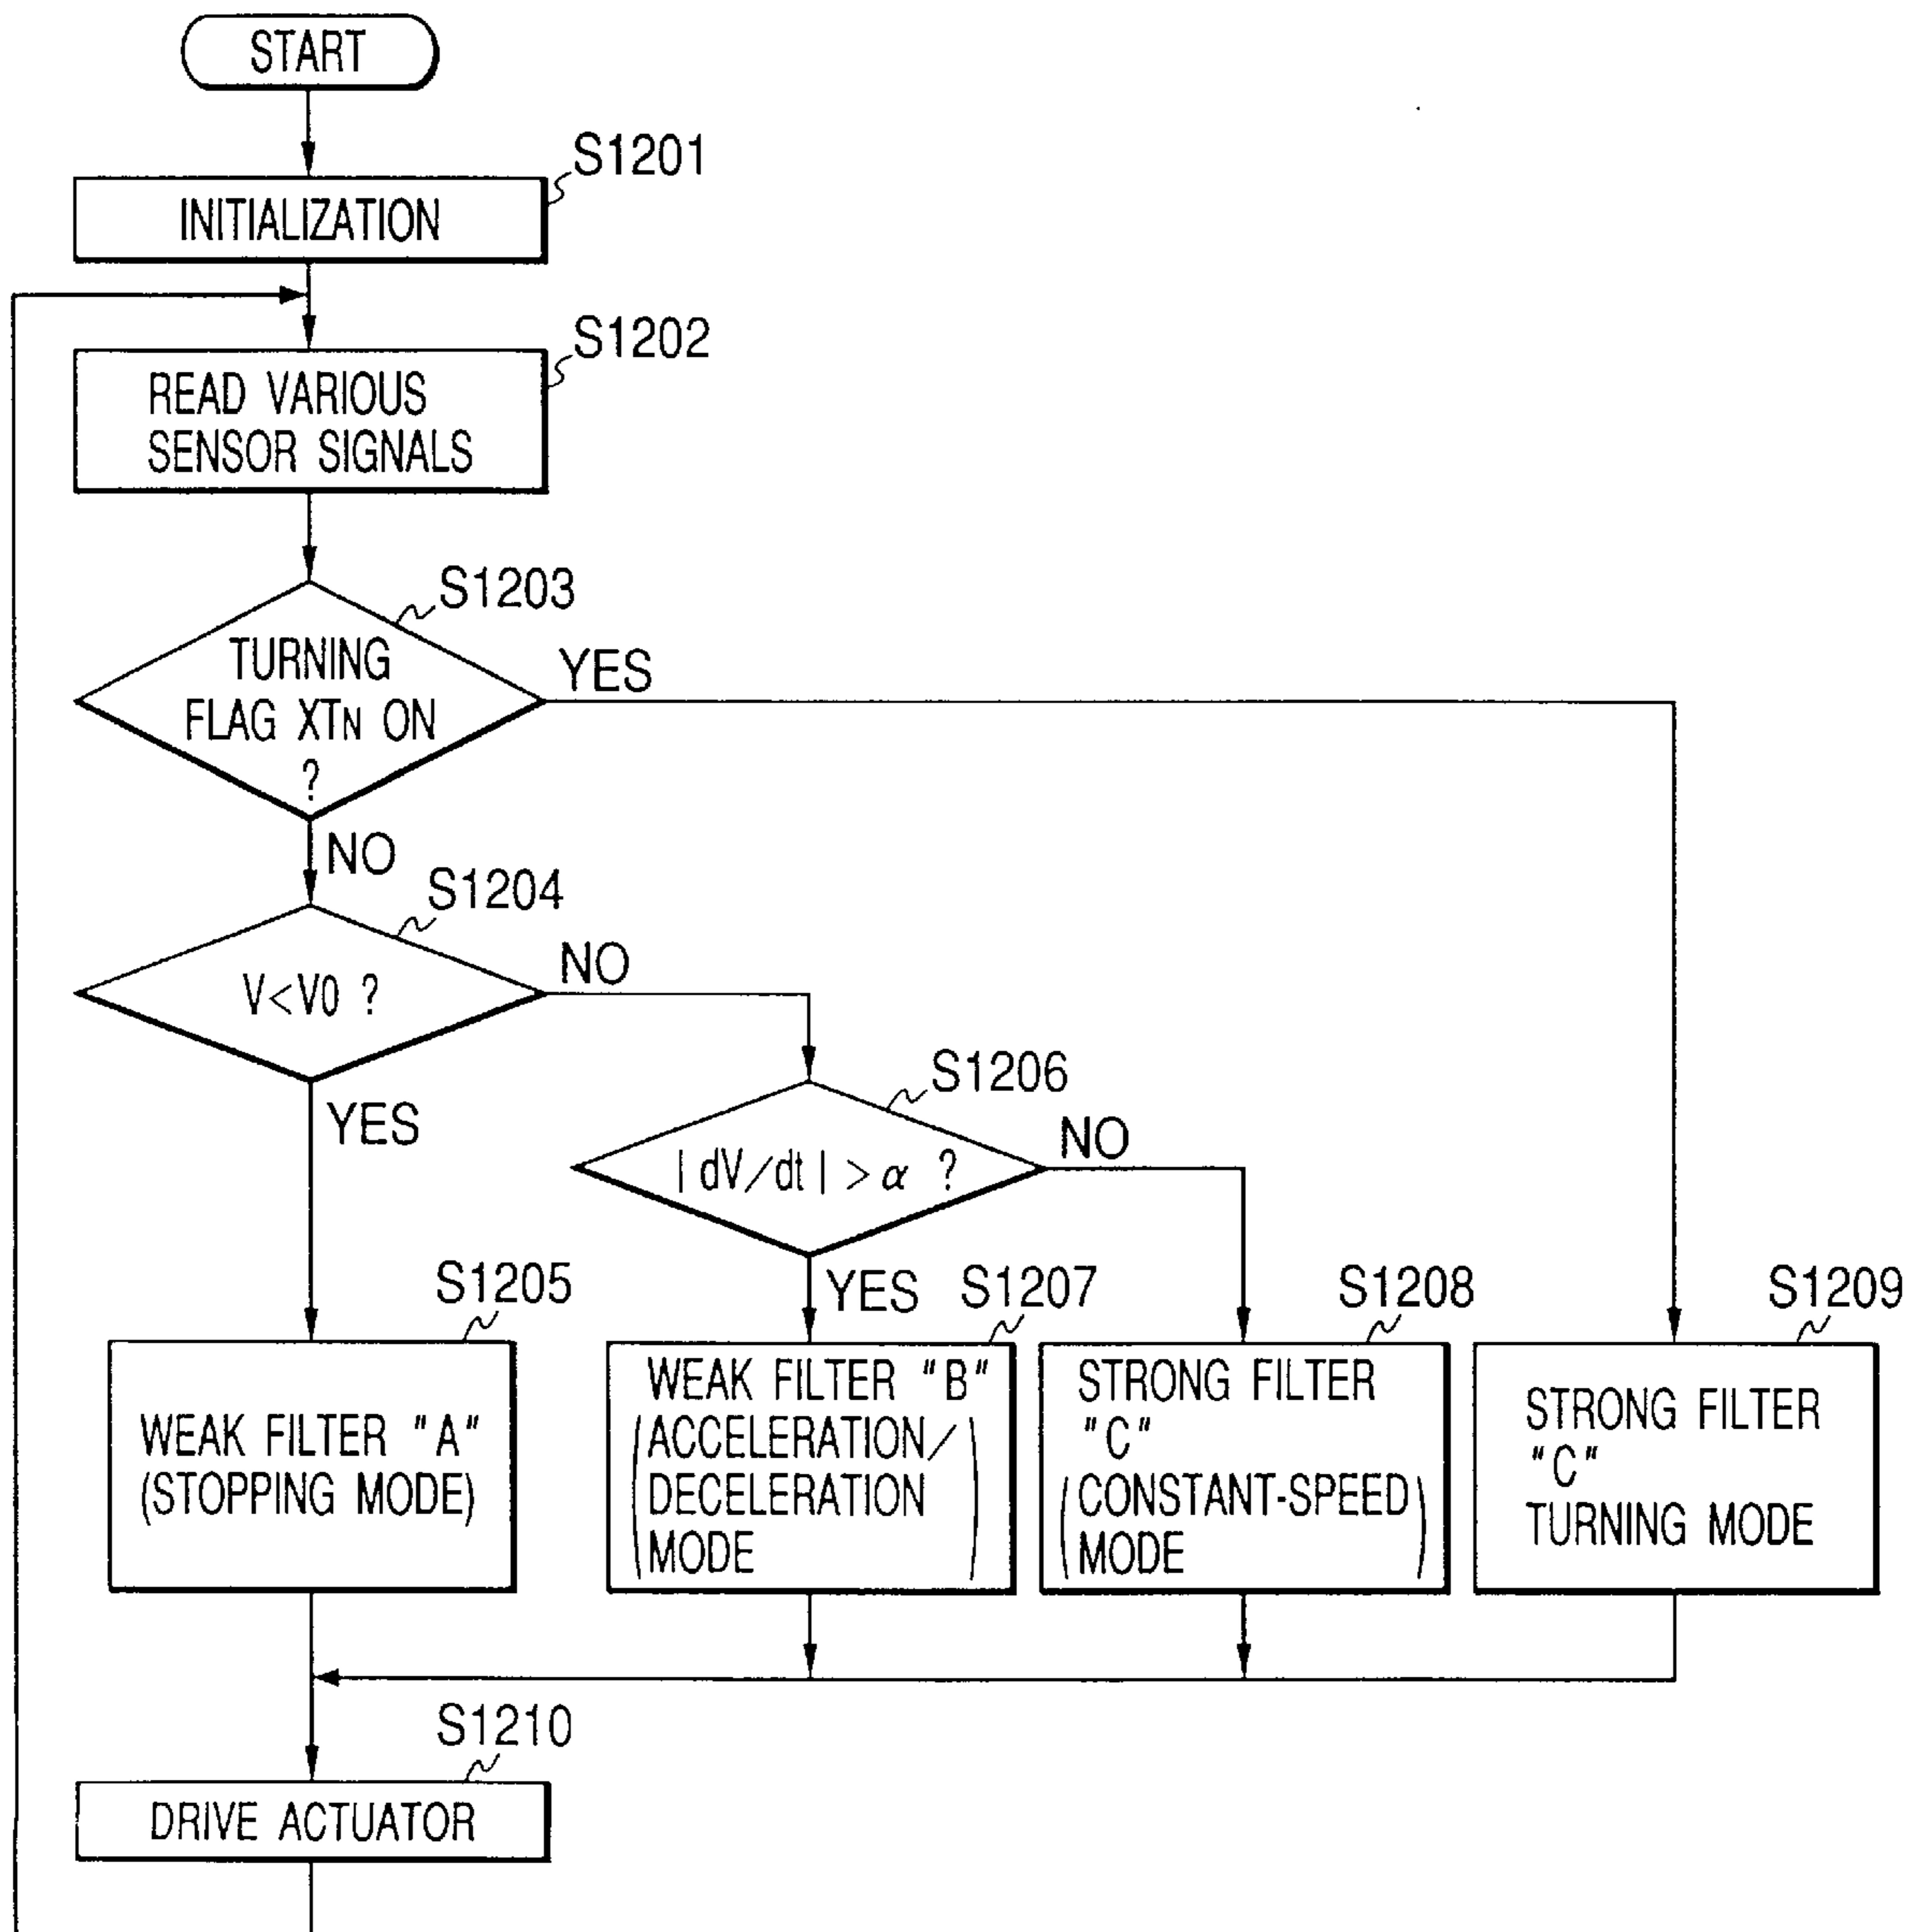 START
S1201
INITIALIZATION
S1202
READ VARIOUS
SENSOR SIGNALS
S1203
TURNING
FLAG XTN ON
?
YES
NO
S1204
V<V0 ?
NO
YES
S1206
| dV/dt | > α ?
NO
YES
S1205
WEAK FILTER "A"
(STOPPING MODE)
S1207
WEAK FILTER "B"
(ACCELERATION/
DECELERATION
MODE)
S1208
STRONG FILTER
"C"
(CONSTANT-SPEED
MODE)
S1209
STRONG FILTER
"C"
TURNING MODE
S1210
DRIVE ACTUATOR